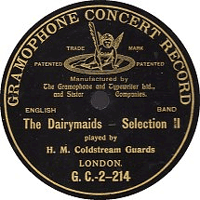 GRAMOPHONE CONCERT RECORD
TRADE MARK
PATENTED PATENTED
Manufactured by
The Gramophone and Typewriter Ltd.,
and Sister Companies.
ENGLISH BAND
The Dairymaids — Selection II
played by
H. M. Coldstream Guards
LONDON.
G. C.-2-214